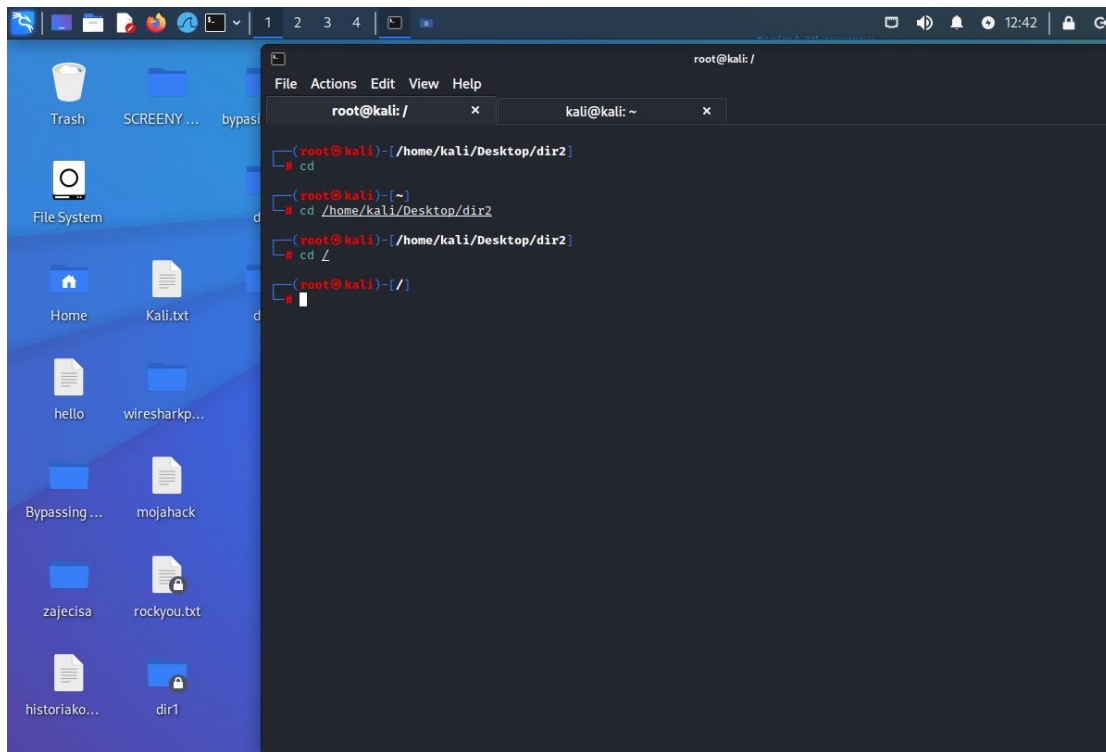 1 2 3 4
12:42
root@kali: /
File Actions Edit View Help
root@kali: / × kali@kali: ~ ×
┌──(root㉿kali)-[/home/kali/Desktop/dir2]
└─# cd
┌──(root㉿kali)-[~]
└─# cd /home/kali/Desktop/dir2
┌──(root㉿kali)-[/home/kali/Desktop/dir2]
└─# cd /
┌──(root㉿kali)-[/]
└─#
Trash SCREENY ... bypasi
File System d
Home Kali.txt d
hello wiresharkp...
Bypassing ... mojahack
zajecisa rockyou.txt
historiako... dir1